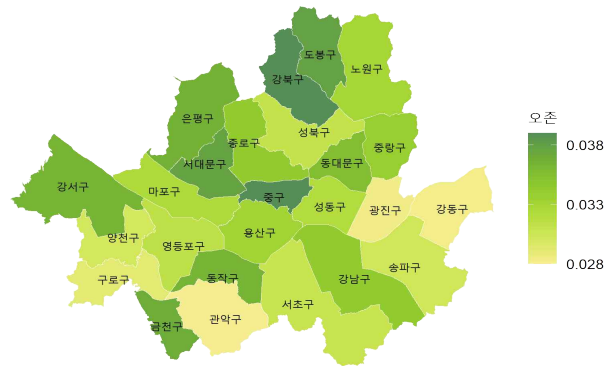 도봉구
노원구
강북구
은평구
성북구
종로구
중랑구
서대문구
동대문구
강서구
마포구
중구
성동구
광진구
강동구
양천구
영등포구
용산구
송파구
구로구
동작구
강남구
서초구
금천구
관악구
오존
0.038
0.033
0.028